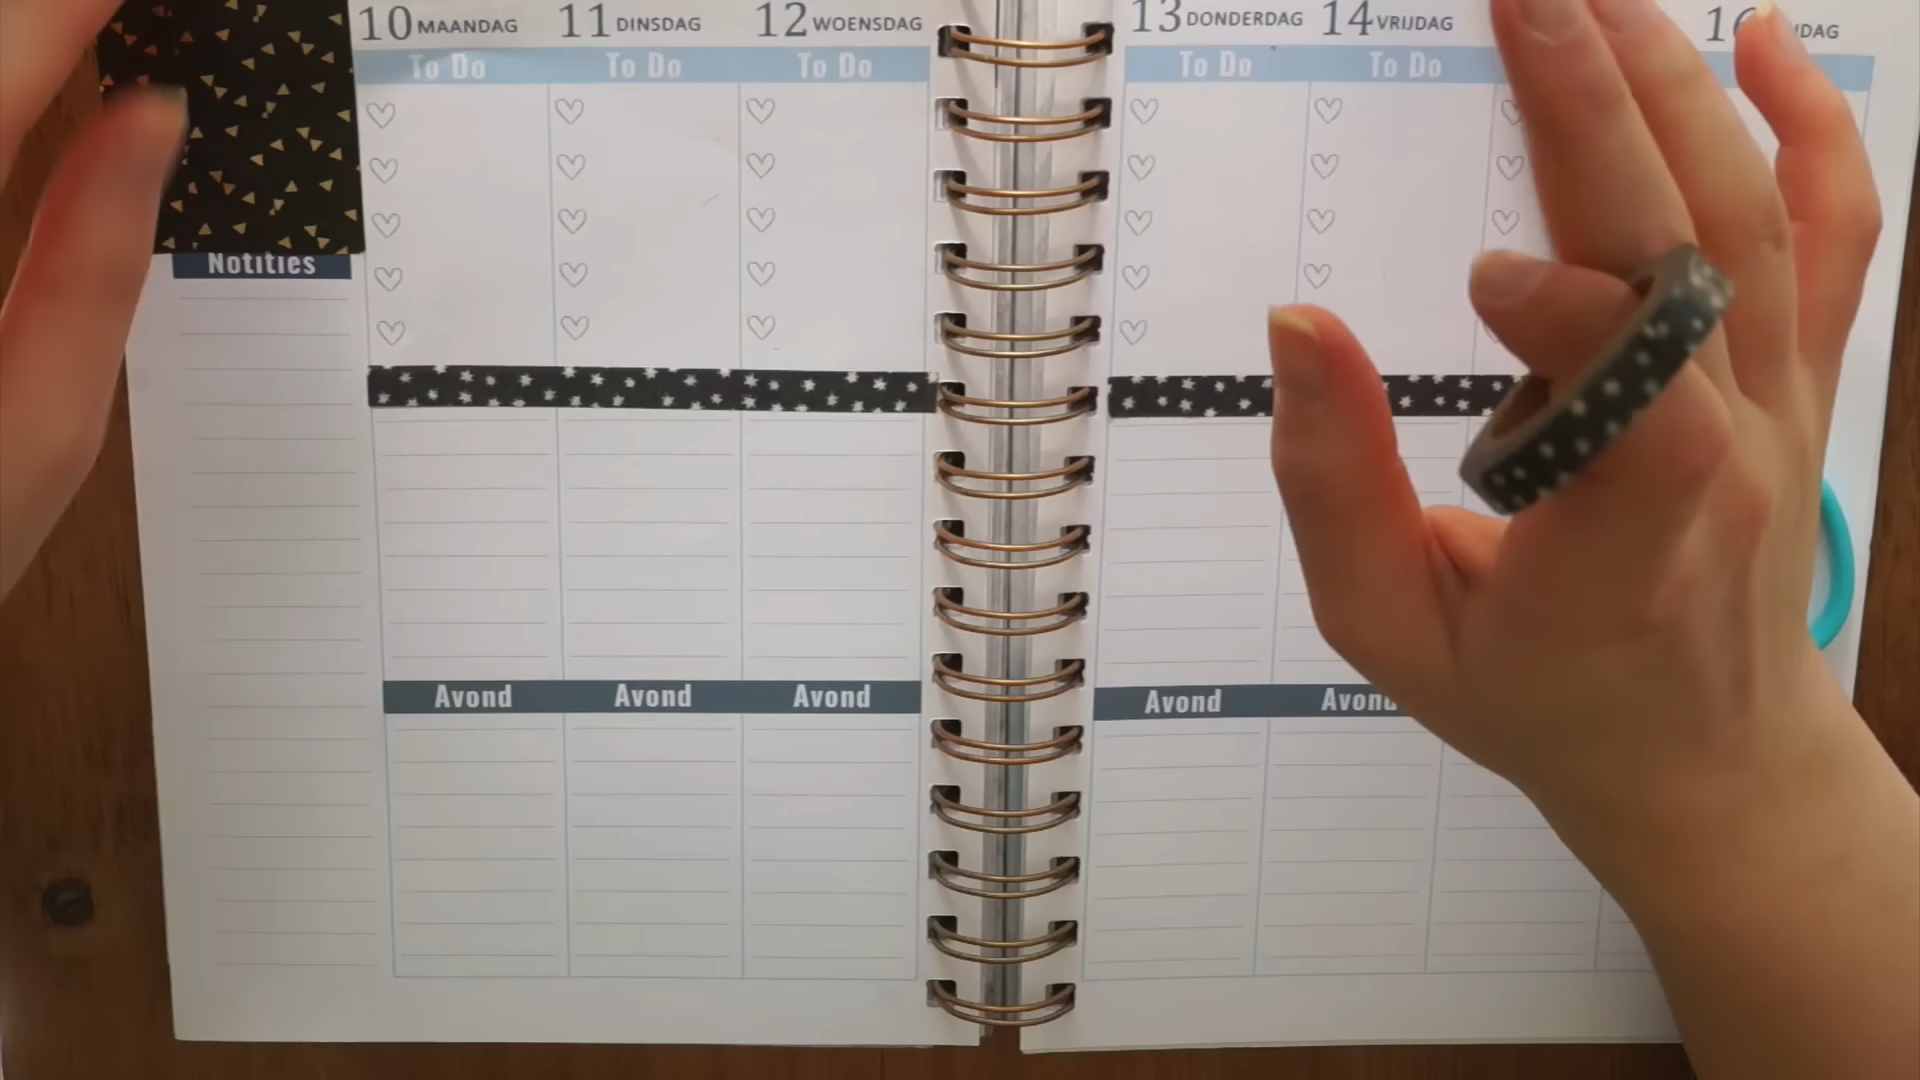 10 MAANDAG 11 DINSDAG 12 WOENSDAG 13 DONDERDAG 14 VRIJDAG
To Do To Do To Do To Do To Do
Notities
Avond Avond Avond Avond Avond